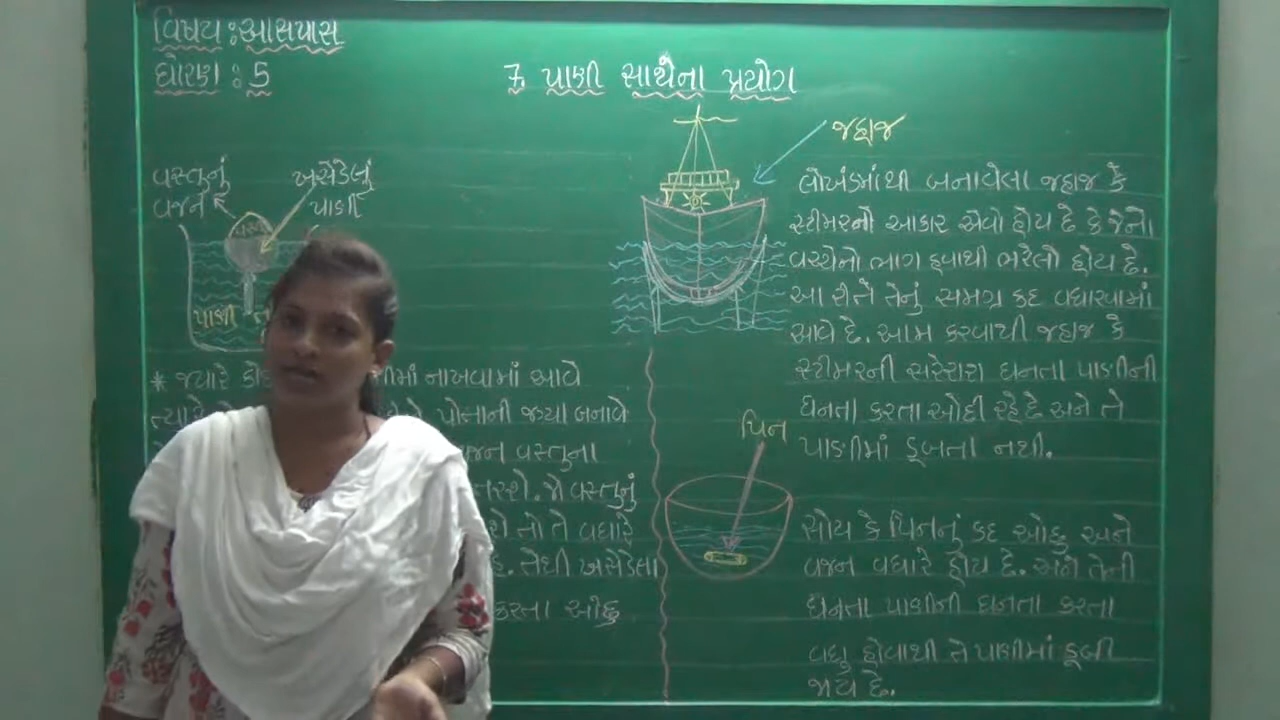 વિષય : આસપાસ
ધોરણ : 5
7. પાણી સાથેના પ્રયોગ
વસ્તુનું
વજન
ખસેડેલું
પાણી
વસ્તુ
પાણી
* જ્યારે કોઈ માં નાખવામાં આવે
ત્યારે પોતાની જગ્યા બનાવે
વજન વસ્તુના
તરશે. જો વસ્તુનું
તો તે વધારે
છે. તેથી ખસેડેલા
કરતા ઓછુ
જહાજ
લોખંડમાંથી બનાવેલા જહાજ કે
સ્ટીમરનો આકાર એવો હોય છે કે જેનો
વચ્ચેનો ભાગ હવાથી ભરેલો હોય છે.
આ રીતે તેનું સમગ્ર કદ વધારવામાં
આવે છે. આમ કરવાથી જહાજ કે
સ્ટીમરની સરેરાશ ઘનતા પાણીની
ઘનતા કરતા ઓછી રહે છે અને તે
પાણીમાં ડૂબતા નથી.
પિન
સોય કે પિનનું કદ ઓછુ અને
વજન વધારે હોય છે. અને તેની
ઘનતા પાણીની ઘનતા કરતા
વધુ હોવાથી તે પાણીમાં ડૂબી
જાય છે.